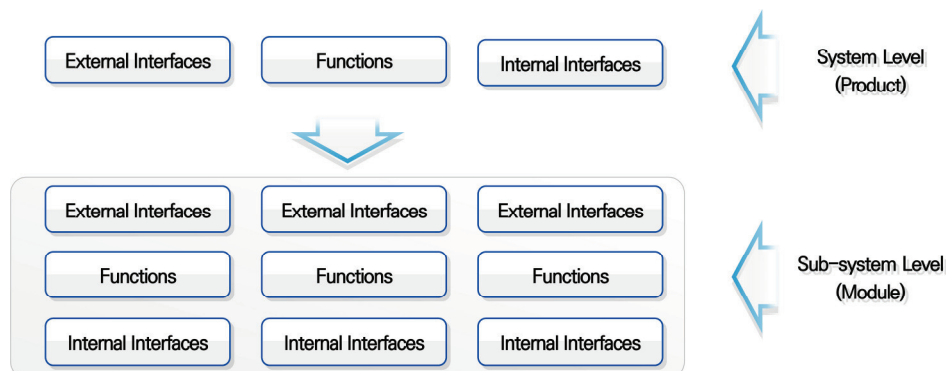 External Interfaces
Functions
Internal Interfaces
System Level
(Product)
External Interfaces
External Interfaces
External Interfaces
Functions
Functions
Functions
Sub-system Level
(Module)
Internal Interfaces
Internal Interfaces
Internal Interfaces